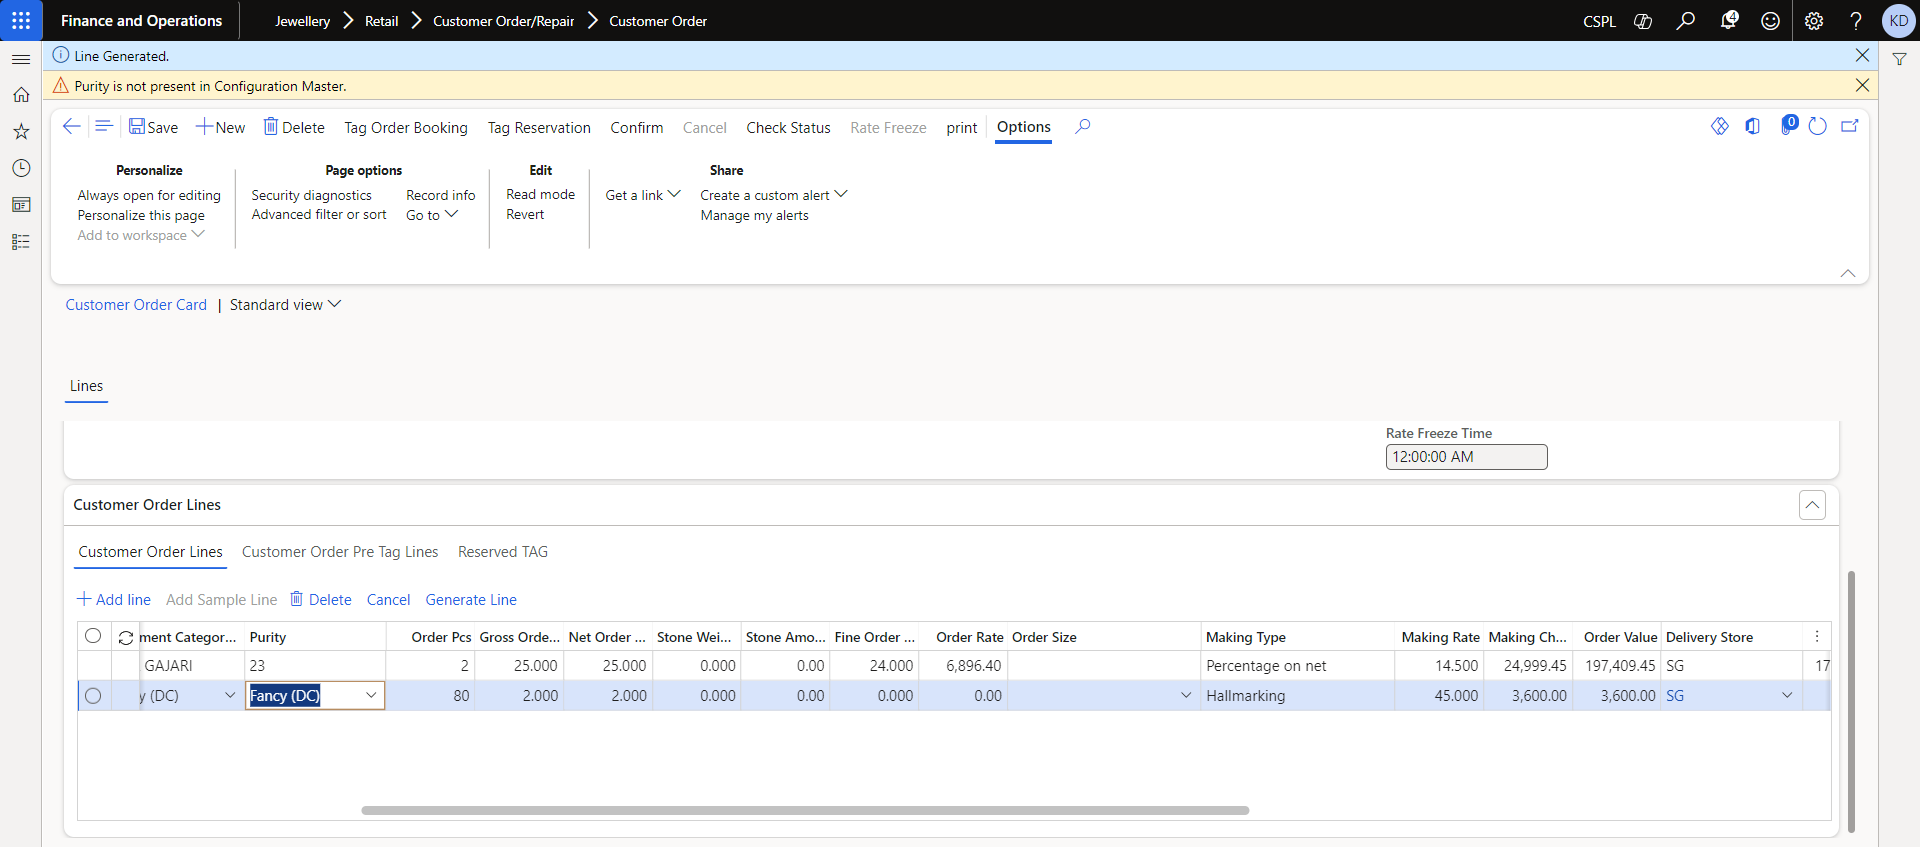 Finance and Operations
Jewellery Retail Customer Order/Repair Customer Order
CSPL
4
KD
Line Generated.
Purity is not present in Configuration Master.
Save New Delete Tag Order Booking Tag Reservation Confirm Cancel Check Status Rate Freeze print Options
0
Personalize
Always open for editing
Personalize this page
Add to workspace
Page options
Security diagnostics
Advanced filter or sort
Record info
Go to
Edit
Read mode
Revert
Share
Get a link
Create a custom alert
Manage my alerts
Customer Order Card | Standard view
Lines
Rate Freeze Time
12:00:00 AM
Customer Order Lines
Customer Order Lines Customer Order Pre Tag Lines Reserved TAG
Add line Add Sample Line Delete Cancel Generate Line
ment Categor... Purity Order Pcs Gross Orde... Net Order ... Stone Wei... Stone Amo... Fine Order ... Order Rate Order Size Making Type Making Rate Making Ch... Order Value Delivery Store
GAJARI 23 2 25.000 25.000 0.000 0.00 24.000 6,896.40 Percentage on net 14.500 24,999.45 197,409.45 SG 17
y (DC) Fancy (DC) 80 2.000 2.000 0.000 0.00 0.000 0.00 Hallmarking 45.000 3,600.00 3,600.00 SG